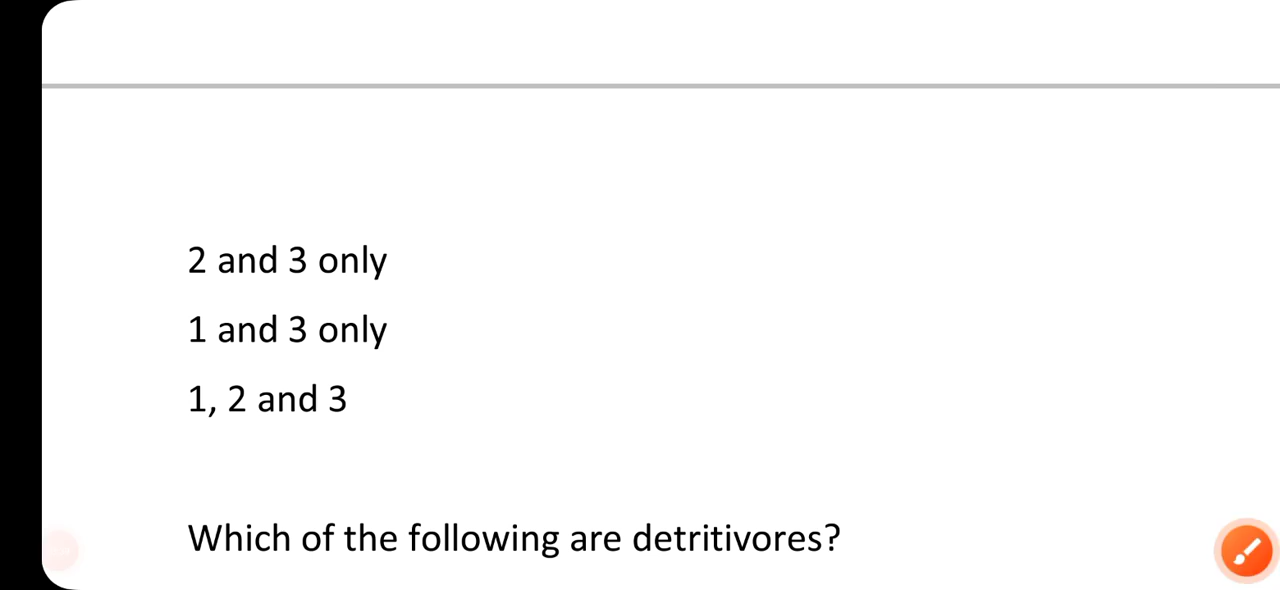 2 and 3 only
1 and 3 only
1, 2 and 3
Which of the following are detritivores?